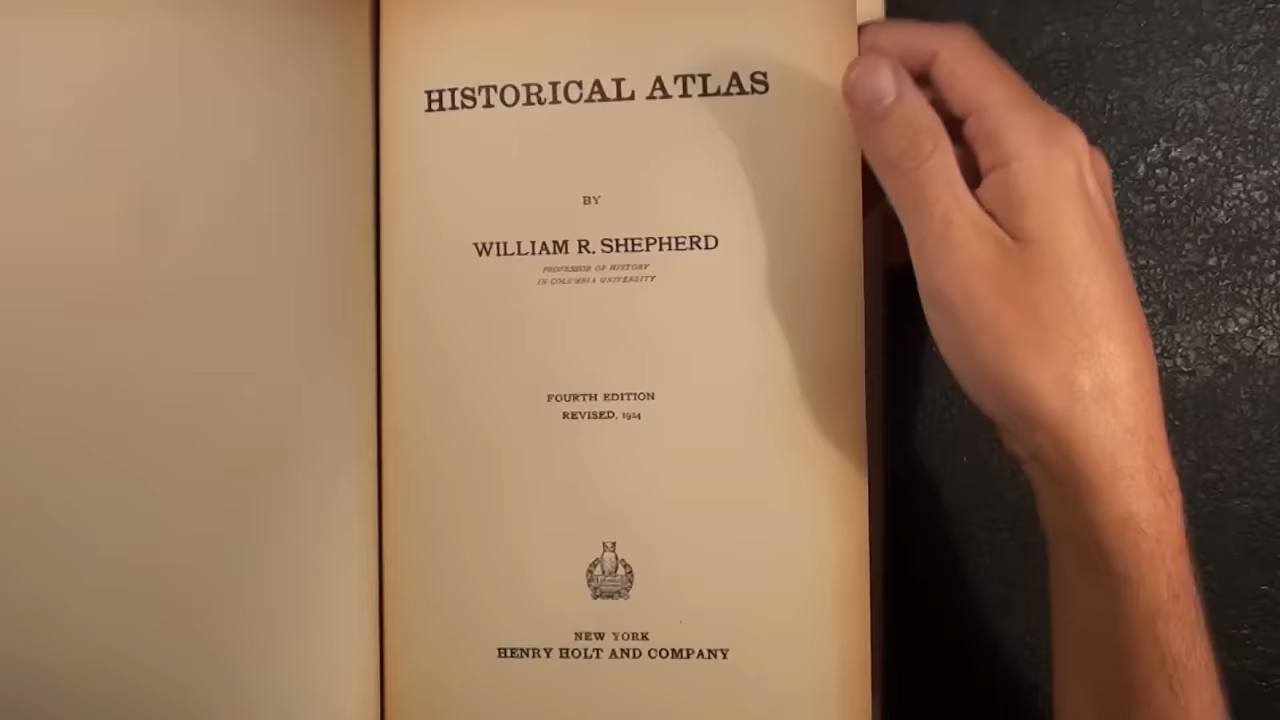 HISTORICAL ATLAS
BY
WILLIAM R. SHEPHERD
PROFESSOR OF HISTORY
IN COLUMBIA UNIVERSITY
FOURTH EDITION
REVISED, 1924
NEW YORK
HENRY HOLT AND COMPANY